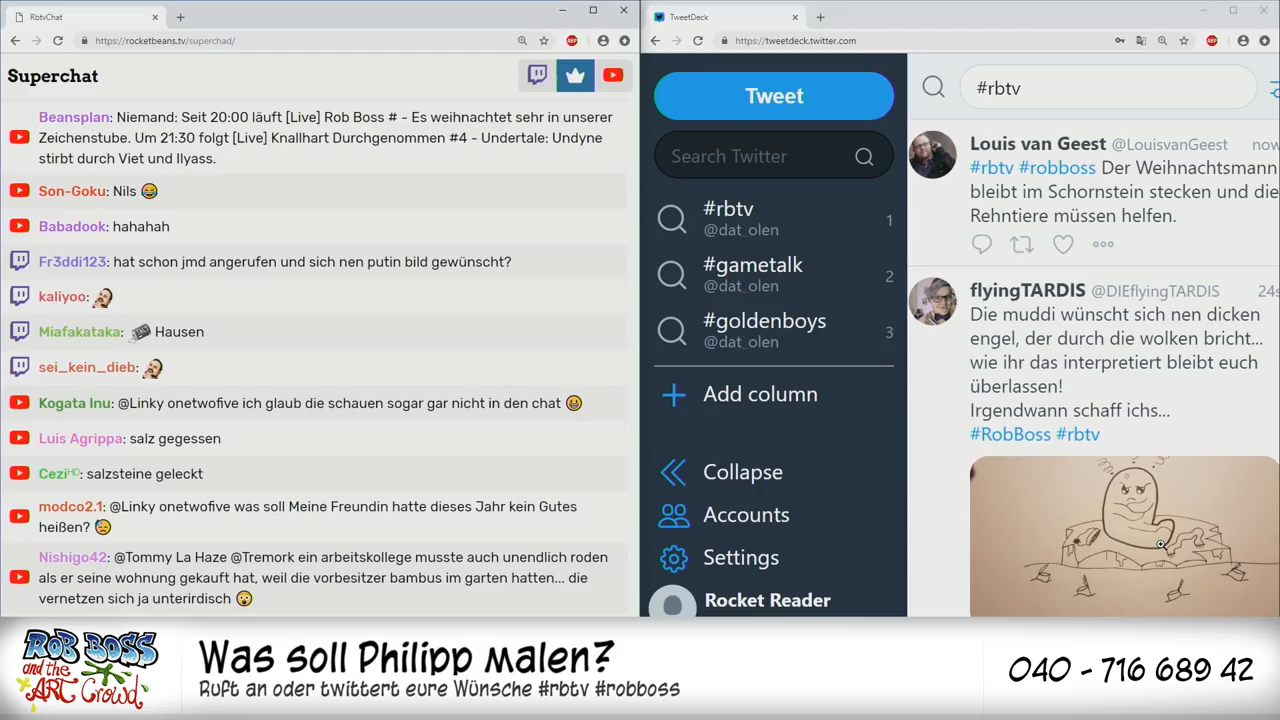 RbtvChat
https://rocketbeans.tv/superchad/
Superchat
Beansplan: Niemand: Seit 20:00 läuft [Live] Rob Boss # - Es weihnachtet sehr in unserer
Zeichenstube. Um 21:30 folgt [Live] Knallhart Durchgenommen #4 - Undertale: Undyne
stirbt durch Viet und Ilyass.
Son-Goku: Nils 😂
Babadook: hahahah
Fr3ddi123: hat schon jmd angerufen und sich nen putin bild gewünscht?
kaliyoo:
Miafakataka: Hausen
sei_kein_dieb:
Kogata Inu: @Linky onetwofive ich glaub die schauen sogar gar nicht in den chat 😀
Luis Agrippa: salz gegessen
Ceziᴴᴰ: salzsteine geleckt
modco2.1: @Linky onetwofive was soll Meine Freundin hatte dieses Jahr kein Gutes
heißen? 😓
Nishigo42: @Tommy La Haze @Tremork ein arbeitskollege musste auch unendlich roden
als er seine wohnung gekauft hat, weil die vorbesitzer bambus im garten hatten... die
vernetzen sich ja unterirdisch 😲
TweetDeck
https://tweetdeck.twitter.com
Tweet
Search Twitter
#rbtv
@dat_olen
1
#gametalk
@dat_olen
2
#goldenboys
@dat_olen
3
Add column
Collapse
Accounts
Settings
Rocket Reader
#rbtv
Louis van Geest @LouisvanGeest now
#rbtv #robboss Der Weihnachtsmann
bleibt im Schornstein stecken und die
Rehntiere müssen helfen.
flyingTARDIS @DIEflyingTARDIS 24s
Die muddi wünscht sich nen dicken
engel, der durch die wolken bricht...
wie ihr das interpretiert bleibt euch
überlassen!
Irgendwann schaff ichs...
#RobBoss #rbtv
ROB BOSS
and the
ART Crowd
Was soll Philipp malen?
Ruft an oder twittert eure Wünsche #rbtv #robboss
040 - 716 689 42